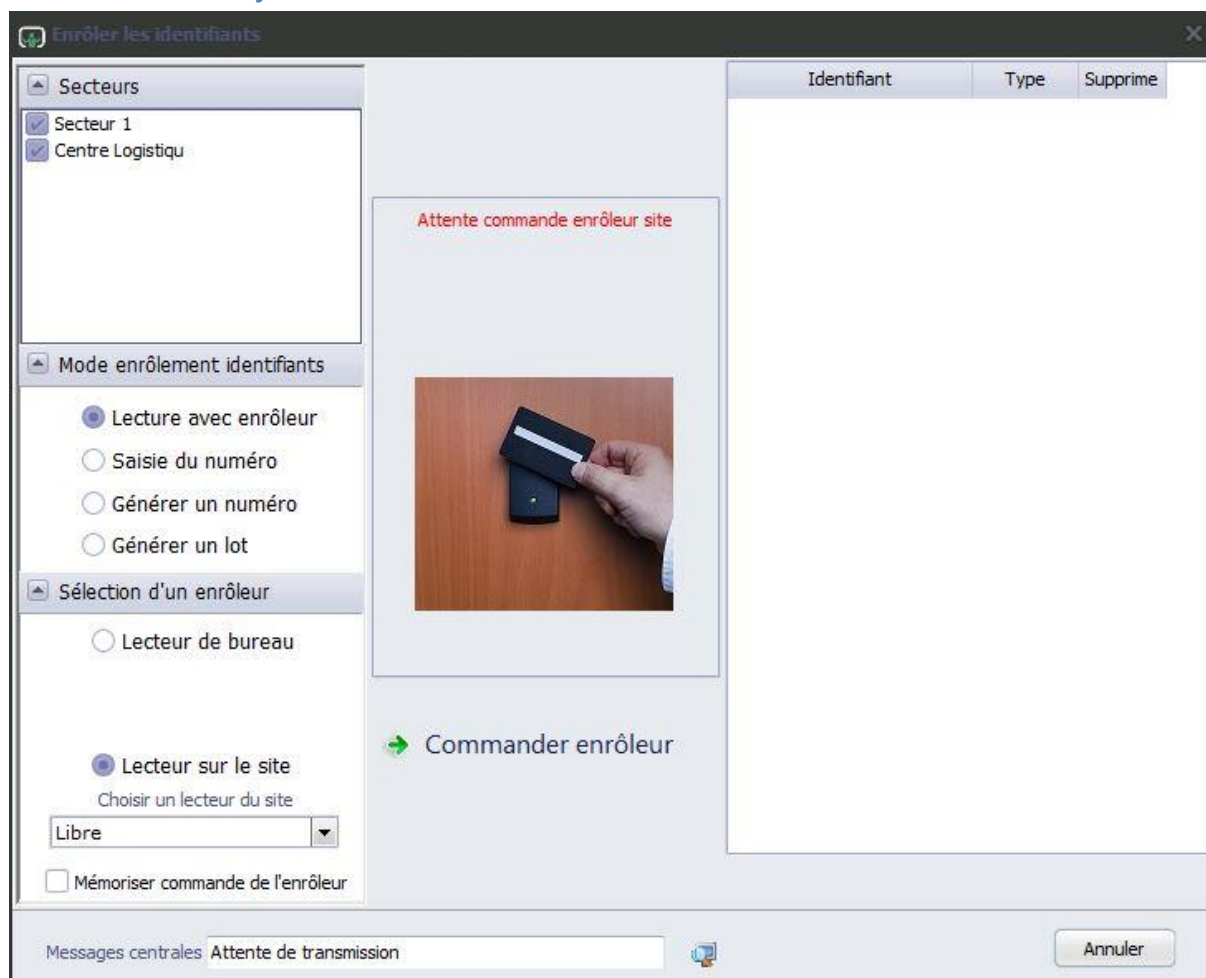 Enrôler les identifiants
Secteurs
Secteur 1
Centre Logistiqu
Mode enrôlement identifiants
Lecture avec enrôleur
Saisie du numéro
Générer un numéro
Générer un lot
Sélection d'un enrôleur
Lecteur de bureau
Lecteur sur le site
Choisir un lecteur du site
Libre
Mémoriser commande de l'enrôleur
Attente commande enrôleur site
Commander enrôleur
Identifiant Type Supprime
Messages centrales Attente de transmission
Annuler